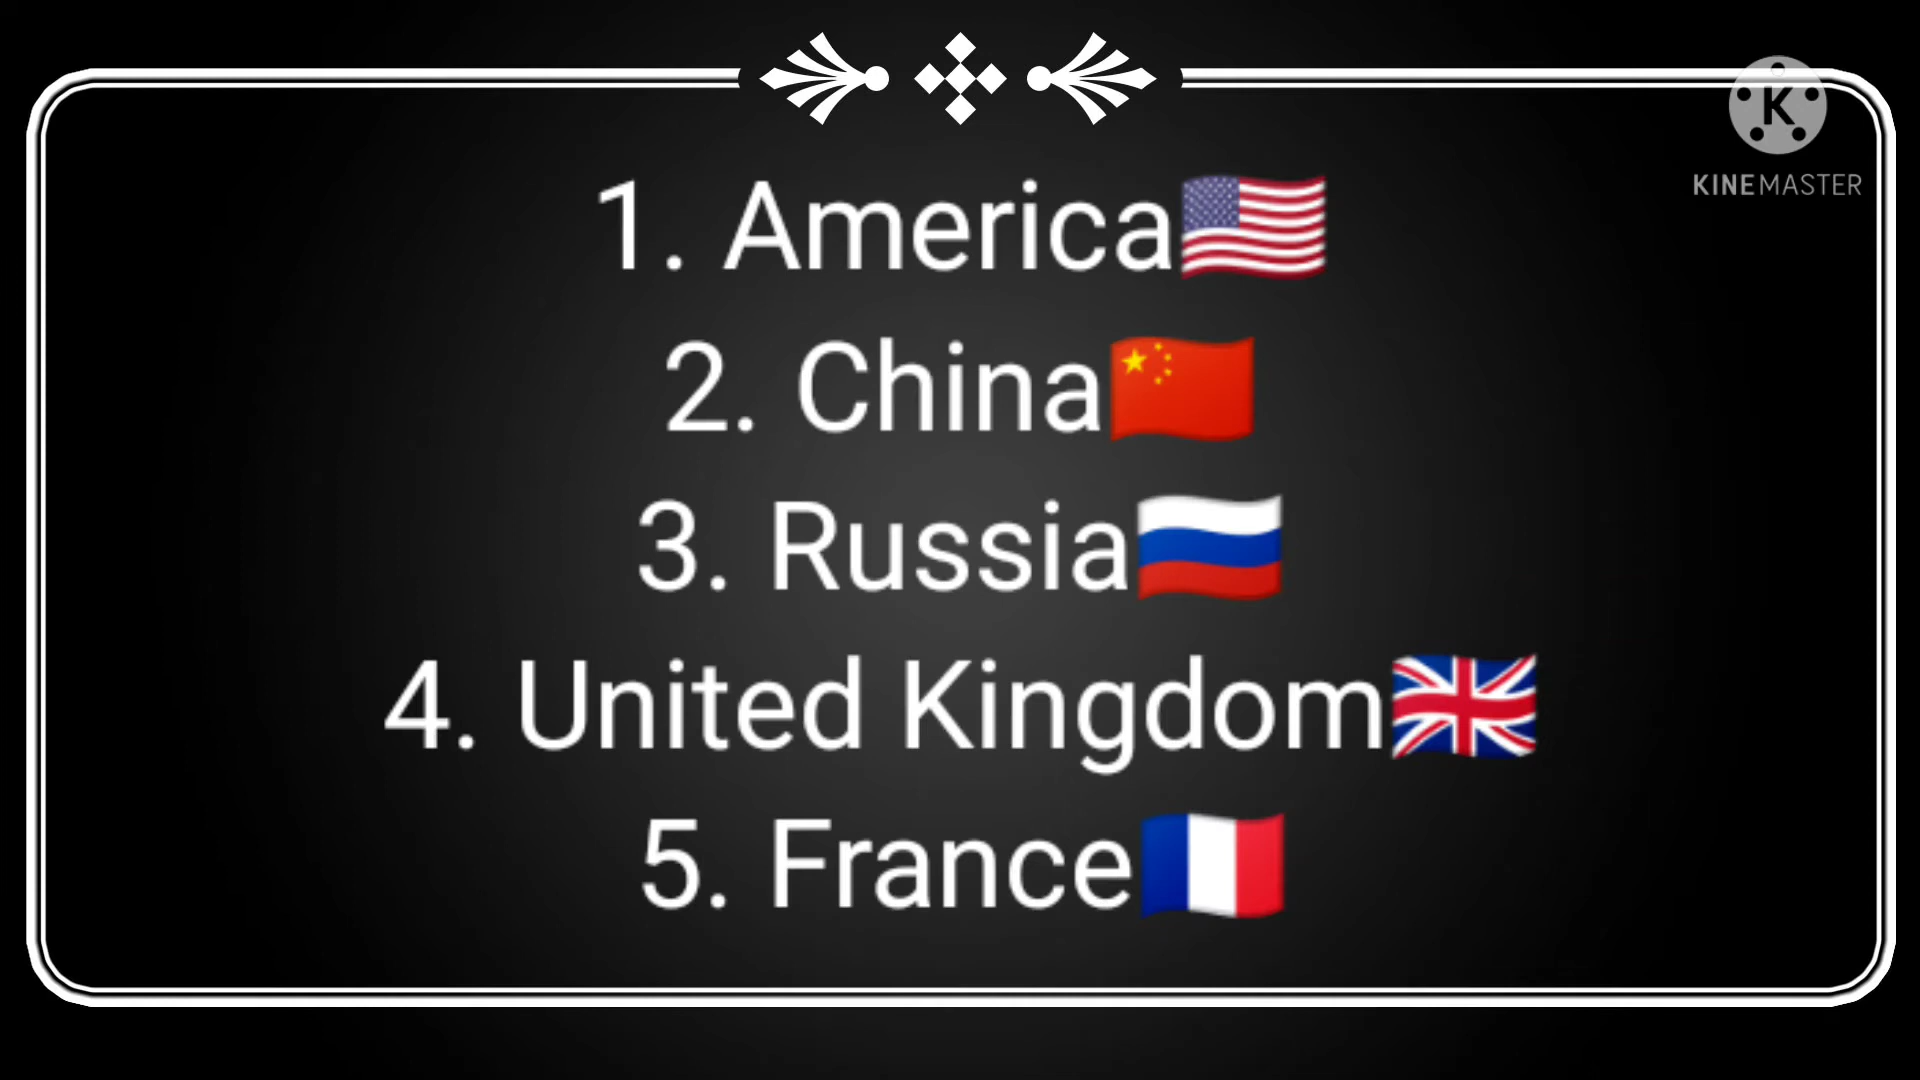 KINEMASTER
1. America🇺🇸
2. China🇨🇳
3. Russia🇷🇺
4. United Kingdom🇬🇧
5. France🇫🇷